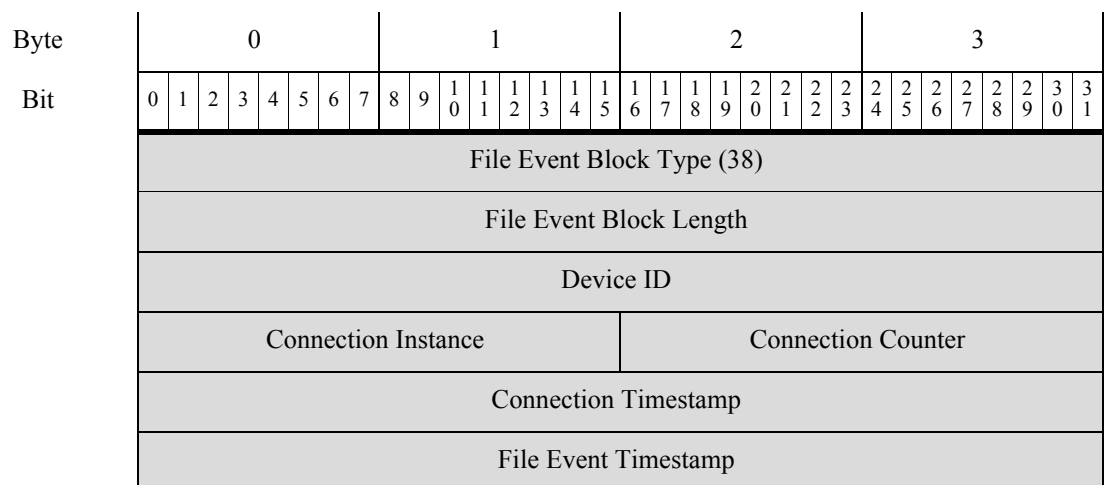 Byte 0 1 2 3
Bit 0 1 2 3 4 5 6 7 8 9 10 11 12 13 14 15 16 17 18 19 20 21 22 23 24 25 26 27 28 29 30 31
File Event Block Type (38)
File Event Block Length
Device ID
Connection Instance Connection Counter
Connection Timestamp
File Event Timestamp